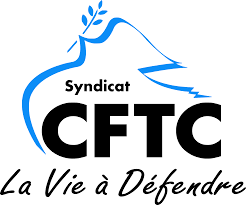 Syndicat
CFTC
La Vie à Défendre